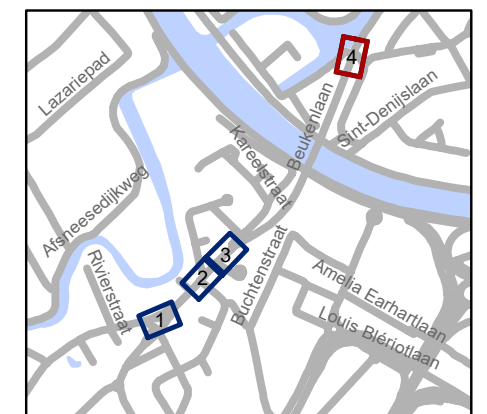 Lazariepad
4
Sint-Denijslaan
Beukenlaan
Kareelstraat
Afsneesedijkweg
Rivierstraat
3
2
1
Buchtenstraat
Amelia Earhartlaan
Louis Blériotlaan